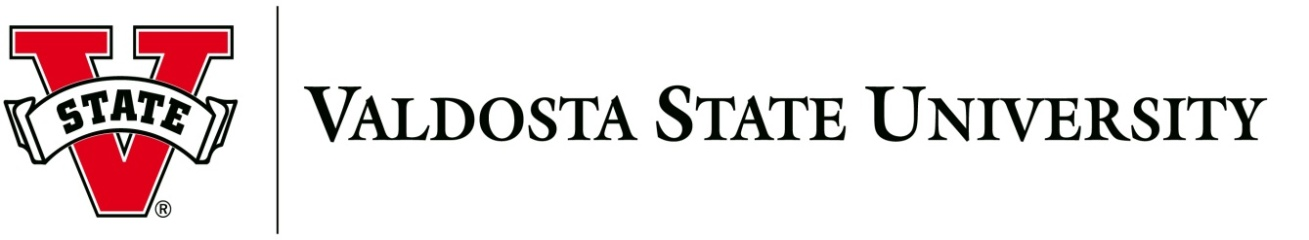 V
STATE
®
VALDOSTA STATE UNIVERSITY